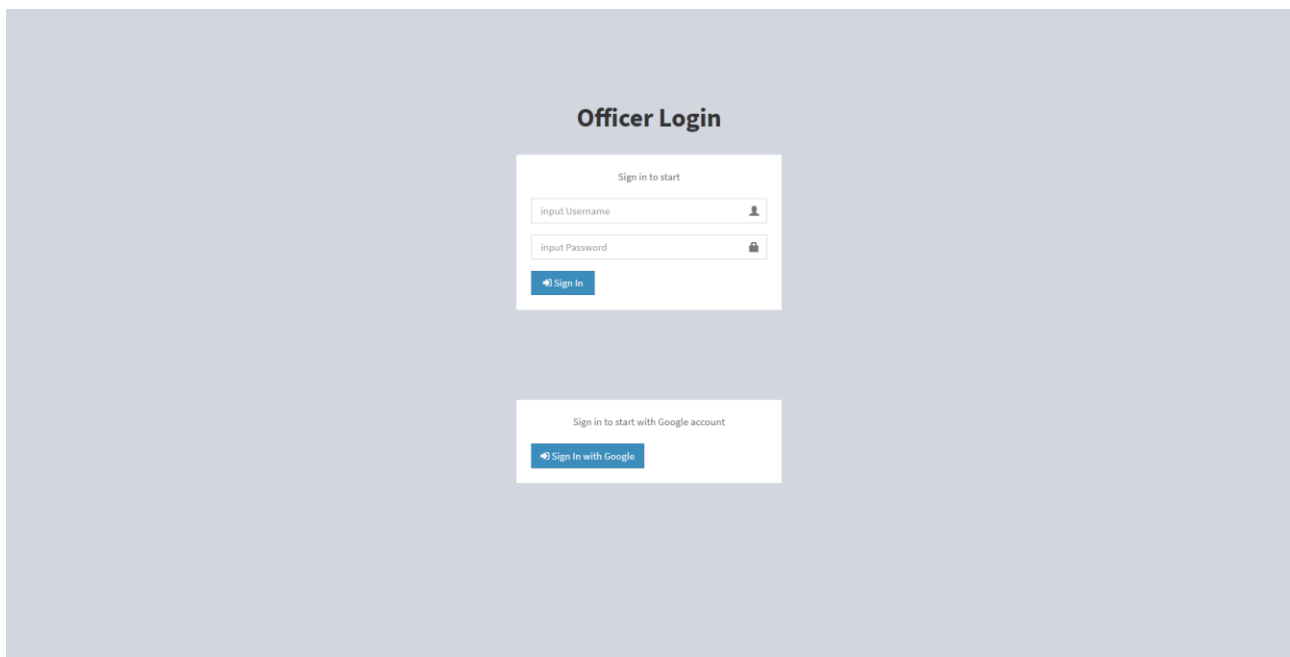 Officer Login
Sign in to start
input Username
input Password
Sign In
Sign in to start with Google account
Sign In with Google